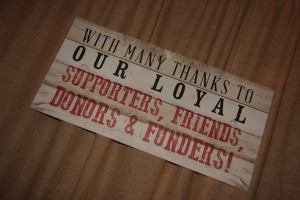 WITH MANY THANKS TO
OUR LOYAL
SUPPORTERS, FRIENDS,
DONORS & FUNDERS!